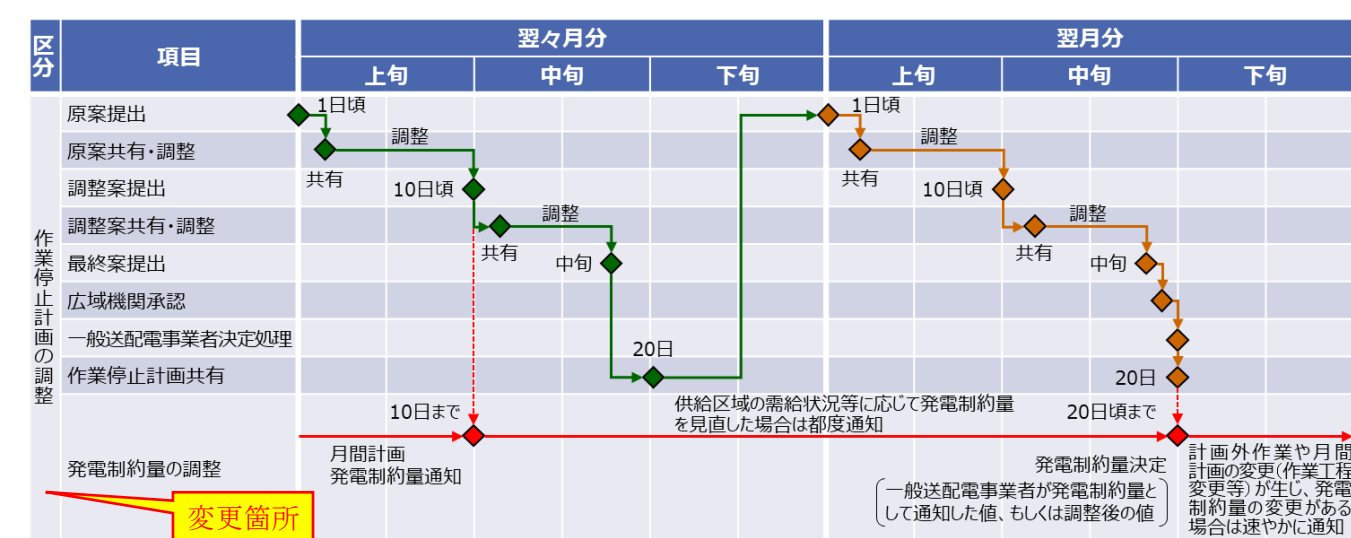 区分
項目
翌々月分
翌月分
上旬
中旬
下旬
上旬
中旬
下旬
作業停止計画の調整
原案提出
1日頃
1日頃
原案共有・調整
調整
調整
共有
共有
調整案提出
10日頃
10日頃
調整案共有・調整
調整
調整
共有
共有
最終案提出
中旬
中旬
広域機関承認
一般送配電事業者決定処理
作業停止計画共有
20日
20日
発電制約量の調整
10日まで
月間計画
発電制約量通知
供給区域の需給状況等に応じて発電制約量
を見直した場合は都度通知
20日頃まで
発電制約量決定
一般送配電事業者が発電制約量と
して通知した値、もしくは調整後の値
計画外作業や月間
計画の変更(作業工程
変更等)が生じ、発電
制約量の変更がある
場合は速やかに通知
変更箇所